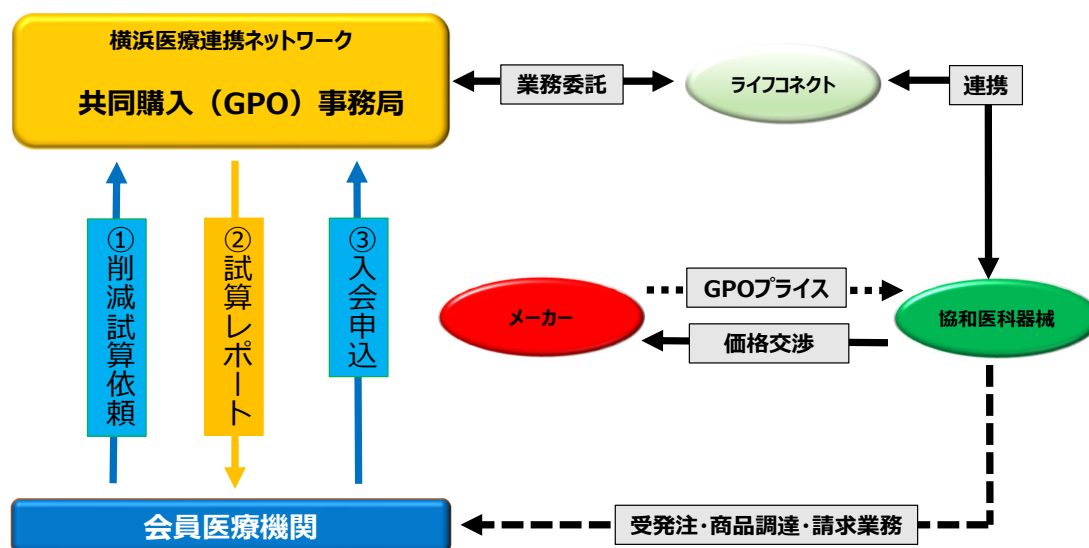 横浜医療連携ネットワーク
共同購入（GPO）事務局
業務委託
ライフコネクト
連携
①削減試算依頼
②試算レポート
③入会申込
GPOプライス
メーカー
協和医科器械
価格交渉
会員医療機関
受発注・商品調達・請求業務